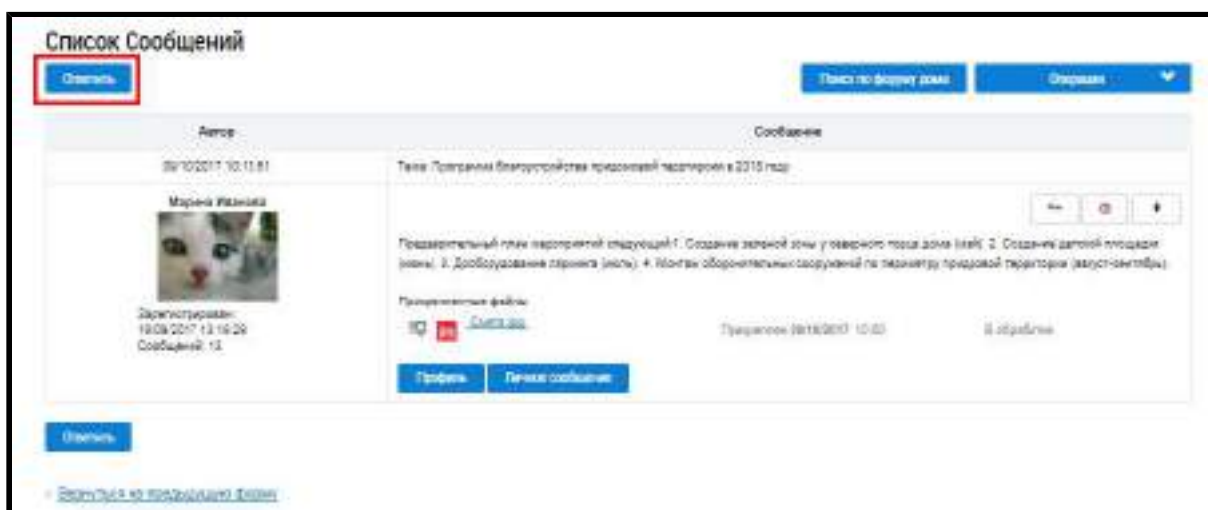 Список Сообщений
Ответить
Поиск по форуму дома
Операции
Автор
Сообщение
Тема: Программа благоустройства придомовой территории в 2018 году
Марина Иванова
Предварительный план мероприятий следующий: 1. Создание зеленой зоны у северного торца дома (май). 2. Создание детской площадки
(июнь). 3. Дооборудование паркинга (июль). 4. Монтаж оборонительных сооружений по периметру придомовой территории (август-сентябрь).
Прикрепленные файлы
Зарегистрирован:
Сообщений: 13
В обработке
Профиль
Личное сообщение
Ответить
Вернуться на предыдущую форму